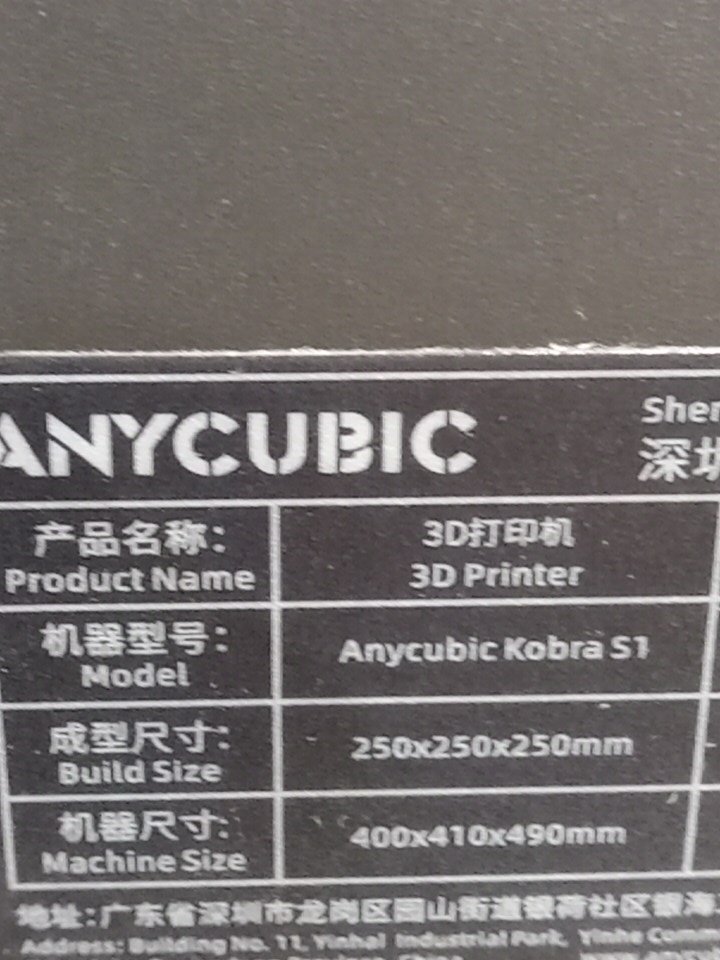 ANYCUBIC
Shen
深圳
产品名称:
Product Name
3D打印机
3D Printer
机器型号:
Model
Anycubic Kobra S1
成型尺寸:
Build Size
250x250x250mm
机器尺寸:
Machine Size
400x410x490mm
地址:广东省深圳市龙岗区园山街道银荷社区银海
Address: Building No. 11, Yinhai Industrial Park, Yinhe Comm